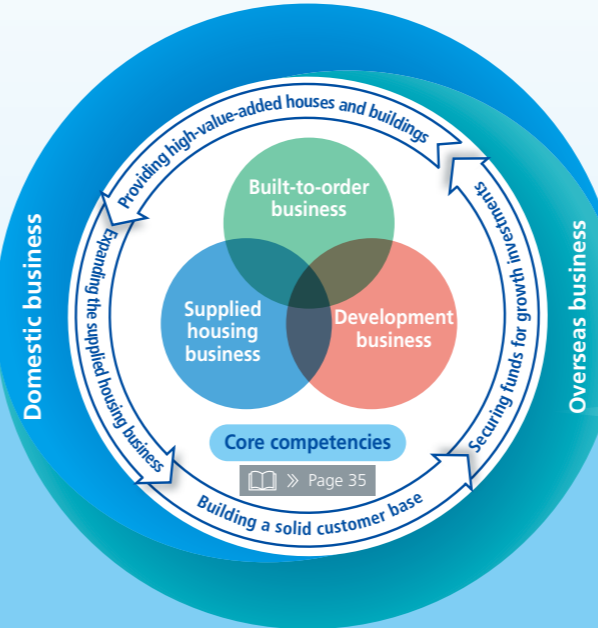 Providing high-value-added houses and buildings
Domestic business
Expanding the supplied housing business
Built-to-order
business
Supplied
housing
business
Development
business
Securing funds for growth investments
Overseas business
Core competencies
» Page 35
Building a solid customer base